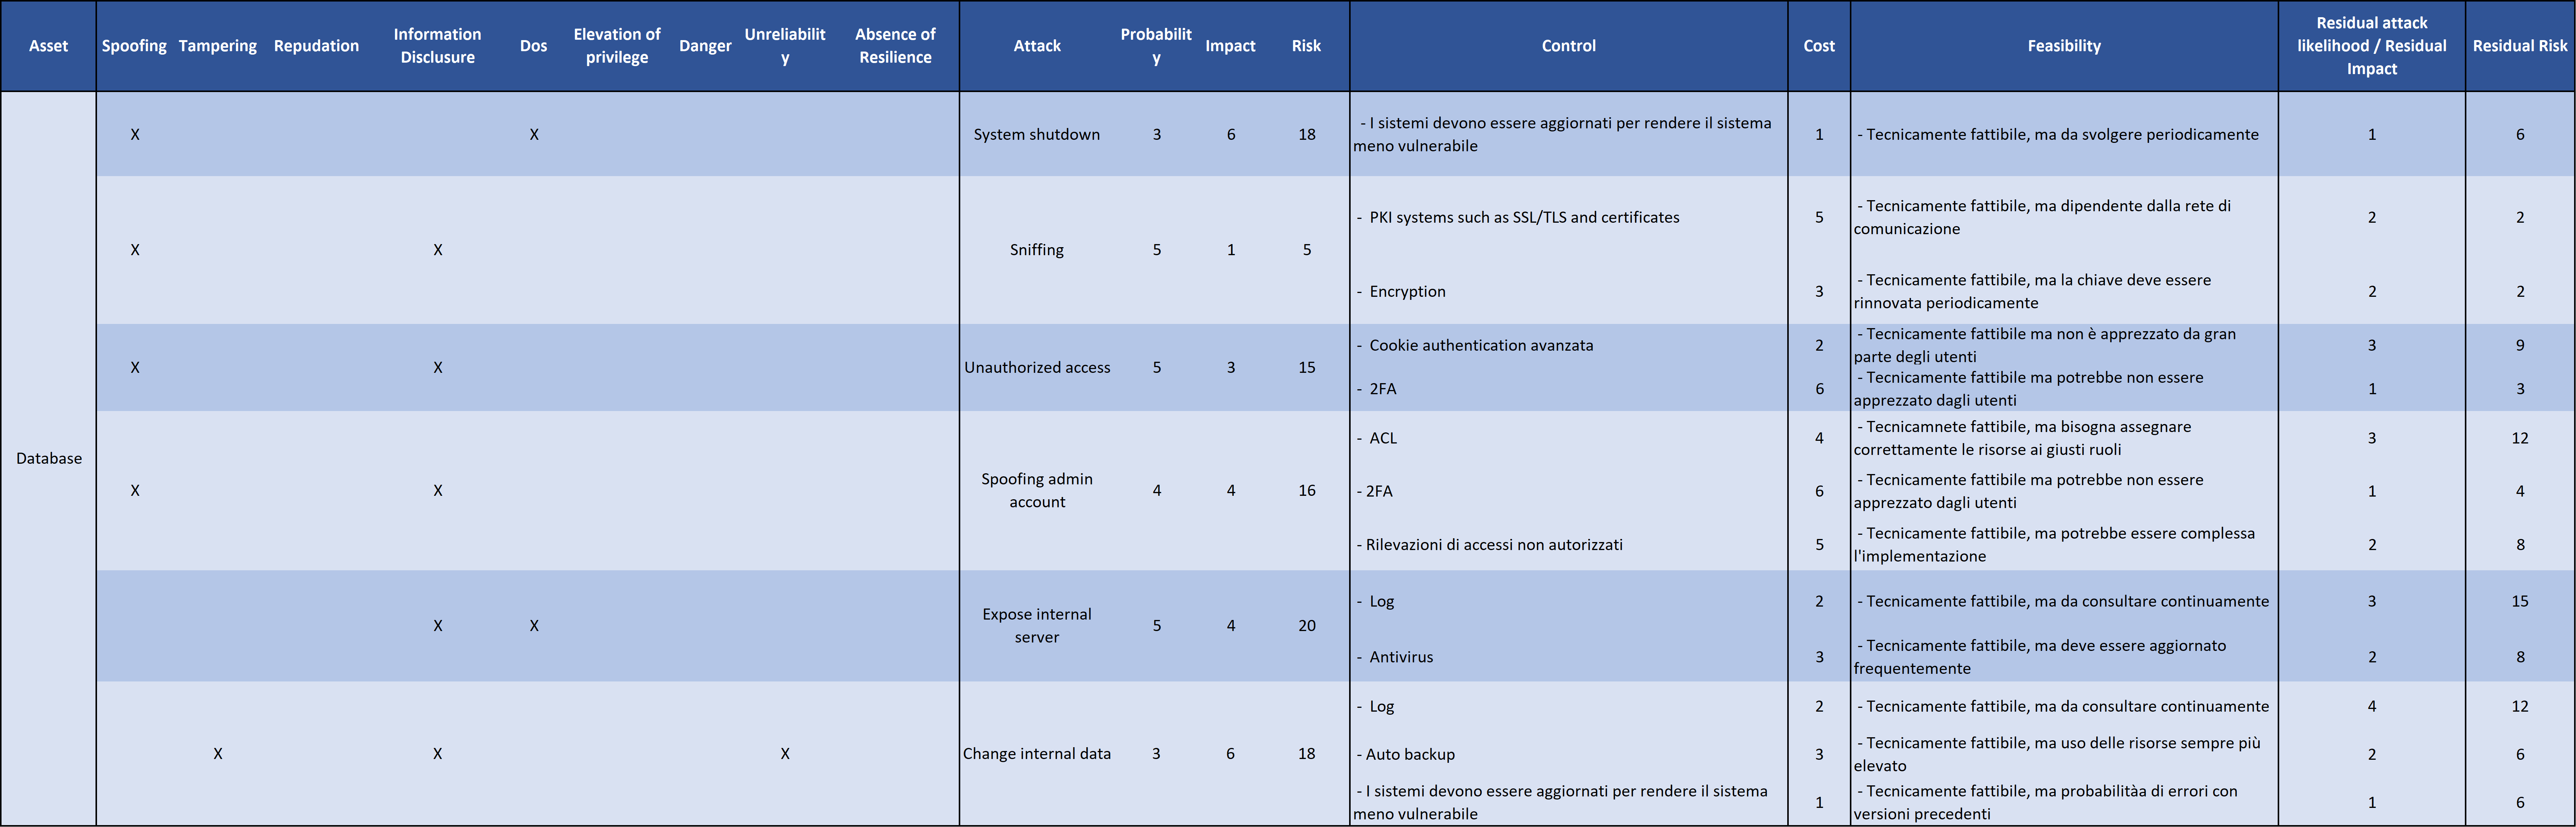 Asset
Spoofing
Tampering
Repudation
Information
Disclusure
Dos
Elevation of
privilege
Danger
Unreliabilit
y
Absence of
Resilience
Attack
Probabilit
y
Impact
Risk
Control
Cost
Feasibility
Residual attack
likelihood / Residual
Impact
Residual Risk
Database
X
X
System shutdown
3
6
18
- I sistemi devono essere aggiornati per rendere il sistema
meno vulnerabile
1
- Tecnicamente fattibile, ma da svolgere periodicamente
1
6
X
X
Sniffing
5
1
5
- PKI systems such as SSL/TLS and certificates
5
- Tecnicamente fattibile, ma dipendente dalla rete di
comunicazione
2
2
- Encryption
3
- Tecnicamente fattibile, ma la chiave deve essere
rinnovata periodicamente
2
2
X
X
Unauthorized access
5
3
15
- Cookie authentication avanzata
2
- Tecnicamente fattibile ma non è apprezzato da gran
parte degli utenti
3
9
- 2FA
6
- Tecnicamente fattibile ma potrebbe non essere
apprezzato dagli utenti
1
3
X
X
Spoofing admin
account
4
4
16
- ACL
4
- Tecnicamnete fattibile, ma bisogna assegnare
correttamente le risorse ai giusti ruoli
3
12
- 2FA
6
- Tecnicamente fattibile ma potrebbe non essere
apprezzato dagli utenti
1
4
- Rilevazioni di accessi non autorizzati
5
- Tecnicamente fattibile, ma potrebbe essere complessa
l'implementazione
2
8
X
X
Expose internal
server
5
4
20
- Log
2
- Tecnicamente fattibile, ma da consultare continuamente
3
15
- Antivirus
3
- Tecnicamente fattibile, ma deve essere aggiornato
frequentemente
2
8
X
X
X
Change internal data
3
6
18
- Log
2
- Tecnicamente fattibile, ma da consultare continuamente
4
12
- Auto backup
3
- Tecnicamente fattibile, ma uso delle risorse sempre più
elevato
2
6
- I sistemi devono essere aggiornati per rendere il sistema
meno vulnerabile
1
- Tecnicamente fattibile, ma probabilitàa di errori con
versioni precedenti
1
6